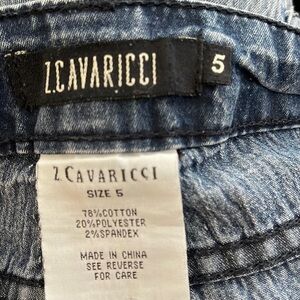 Z.CAVARICCI 5
Z.CAVARICCI
SIZE 5
78%COTTON
20%POLYESTER
2%SPANDEX
MADE IN CHINA
SEE REVERSE
FOR CARE